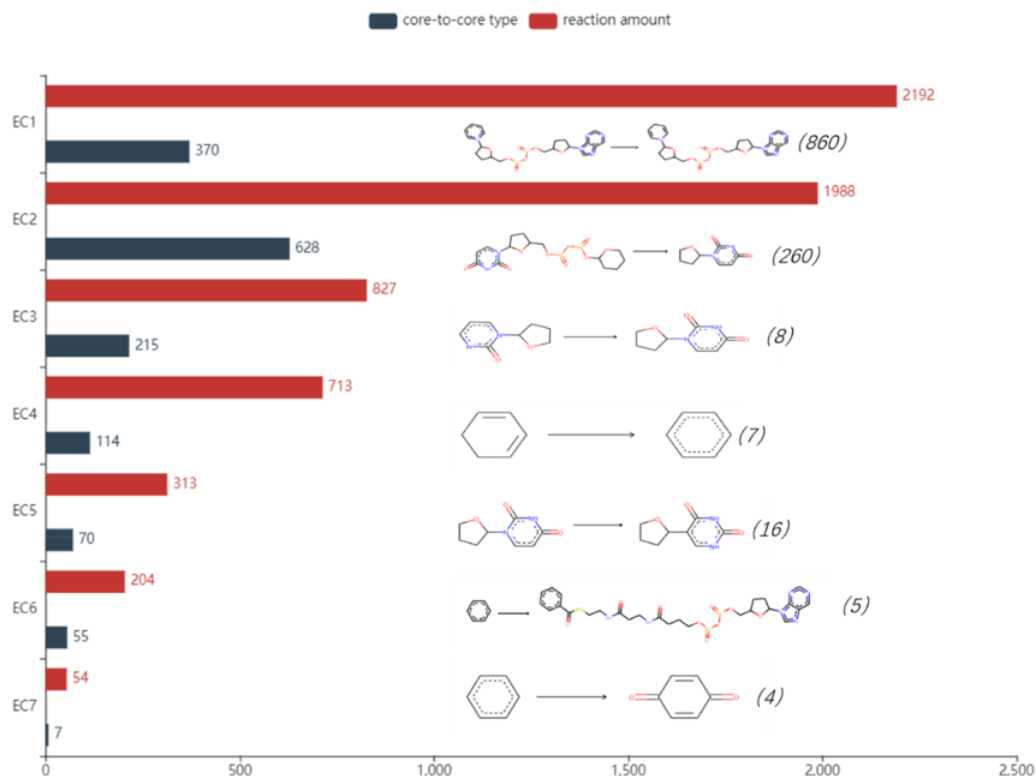 core-to-core type reaction amount
2192
EC1
370
(860)
1988
EC2
628
(260)
827
EC3
215
(8)
713
EC4
114
(7)
313
EC5
70
(16)
204
EC6
55
(5)
54
EC7
7
(4)
0 500 1,000 1,500 2,000 2,500